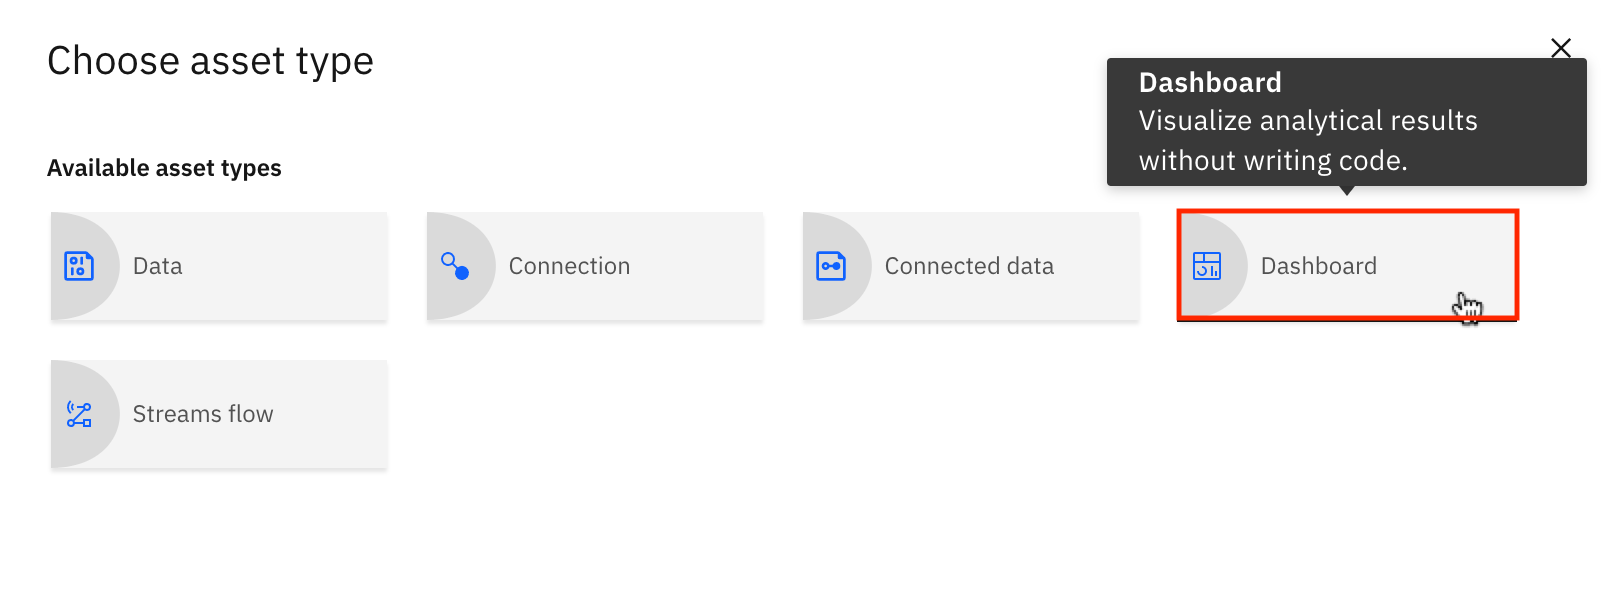 Choose asset type
Dashboard
Visualize analytical results
without writing code.
Available asset types
Data
Connection
Connected data
Dashboard
Streams flow